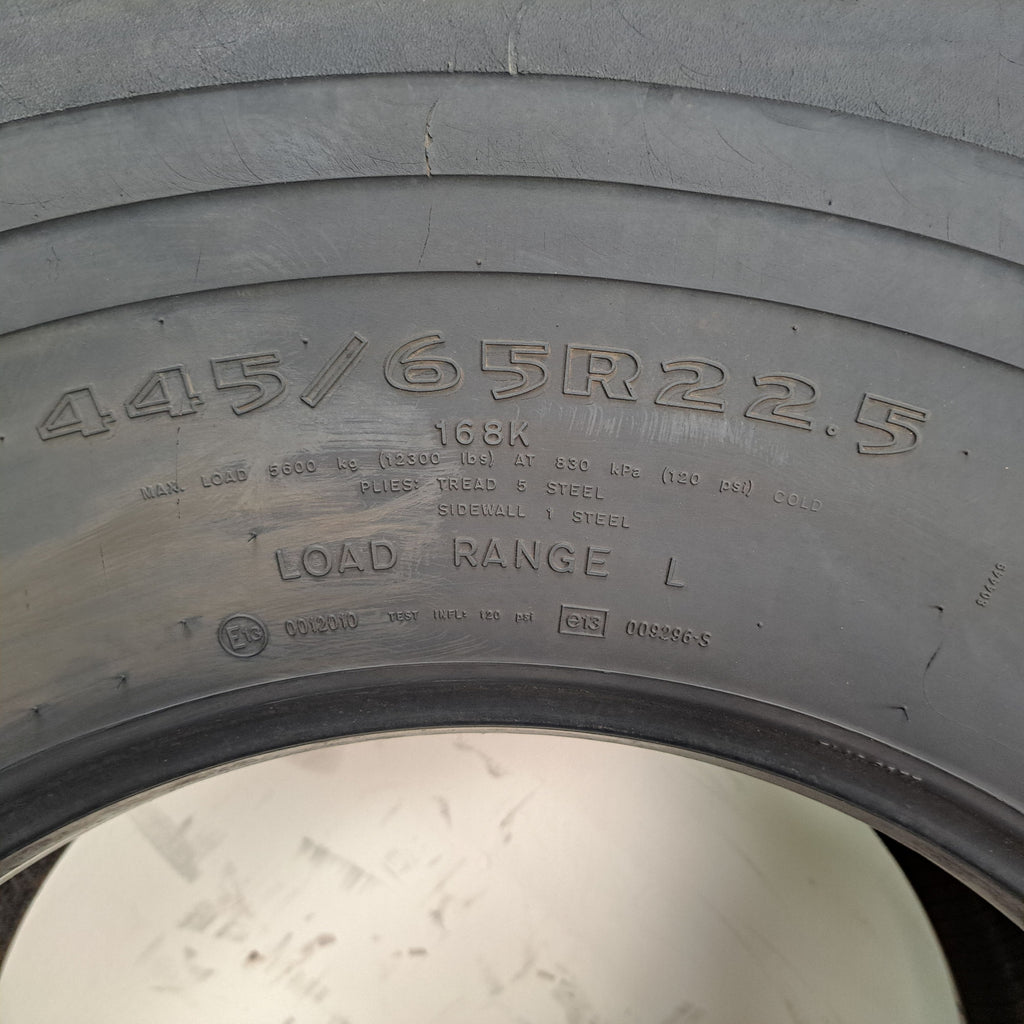 445/65R22.5
168K
MAX. LOAD 5600 kg (12300 lbs) AT 830 kPa (120 psi) COLD
PLIES: TREAD 5 STEEL
SIDEWALL 1 STEEL
LOAD RANGE L
E13 0012010 TEST INFL: 120 psi e13 009296-S